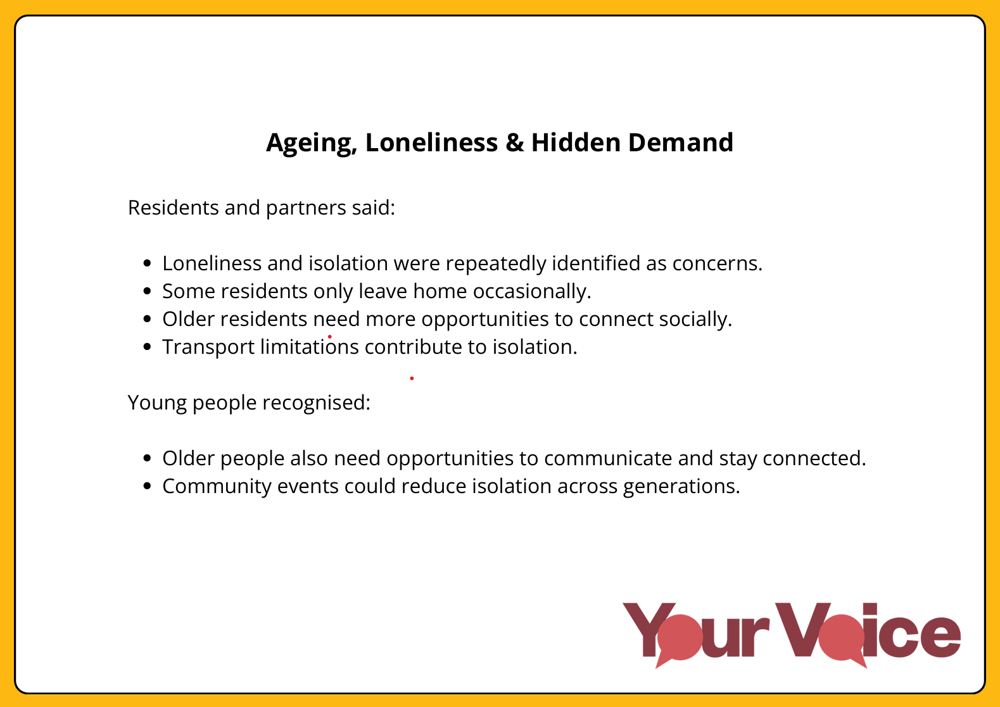 Ageing, Loneliness & Hidden Demand
Residents and partners said:
• Loneliness and isolation were repeatedly identified as concerns.
• Some residents only leave home occasionally.
• Older residents need more opportunities to connect socially.
• Transport limitations contribute to isolation.
Young people recognised:
• Older people also need opportunities to communicate and stay connected.
• Community events could reduce isolation across generations.
Your Voice